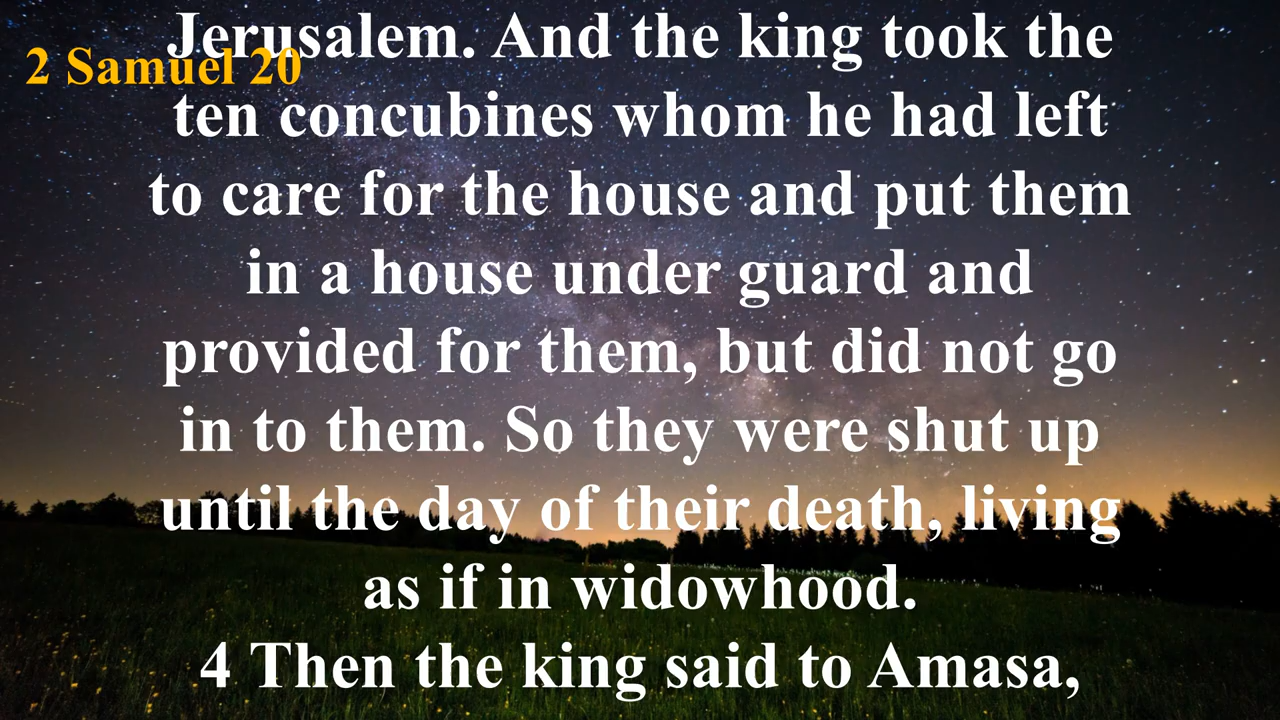 2 Samuel 20
Jerusalem. And the king took the
ten concubines whom he had left
to care for the house and put them
in a house under guard and
provided for them, but did not go
in to them. So they were shut up
until the day of their death, living
as if in widowhood.
4 Then the king said to Amasa,